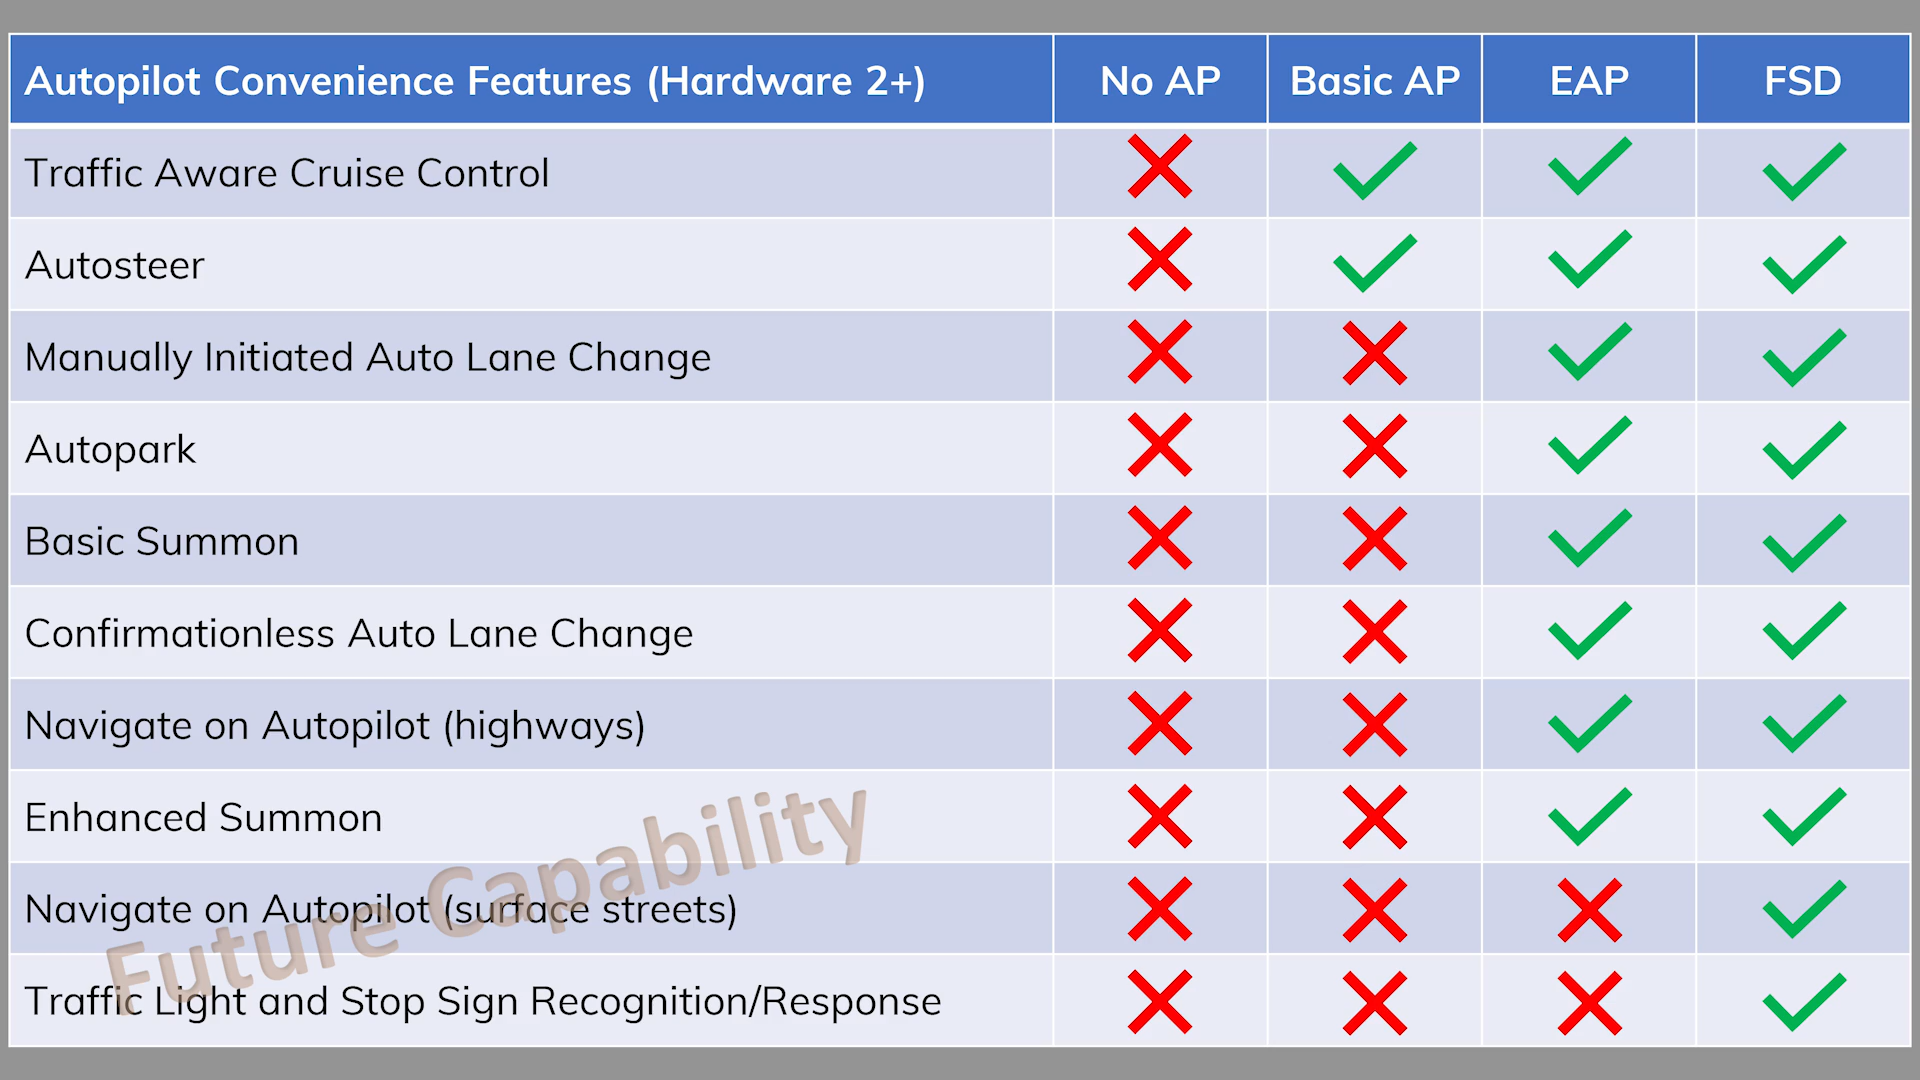 Autopilot Convenience Features (Hardware 2+) No AP Basic AP EAP FSD
Traffic Aware Cruise Control
Autosteer
Manually Initiated Auto Lane Change
Autopark
Basic Summon
Confirmationless Auto Lane Change
Navigate on Autopilot (highways)
Enhanced Summon
Future Capability
Navigate on Autopilot (surface streets)
Traffic Light and Stop Sign Recognition/Response